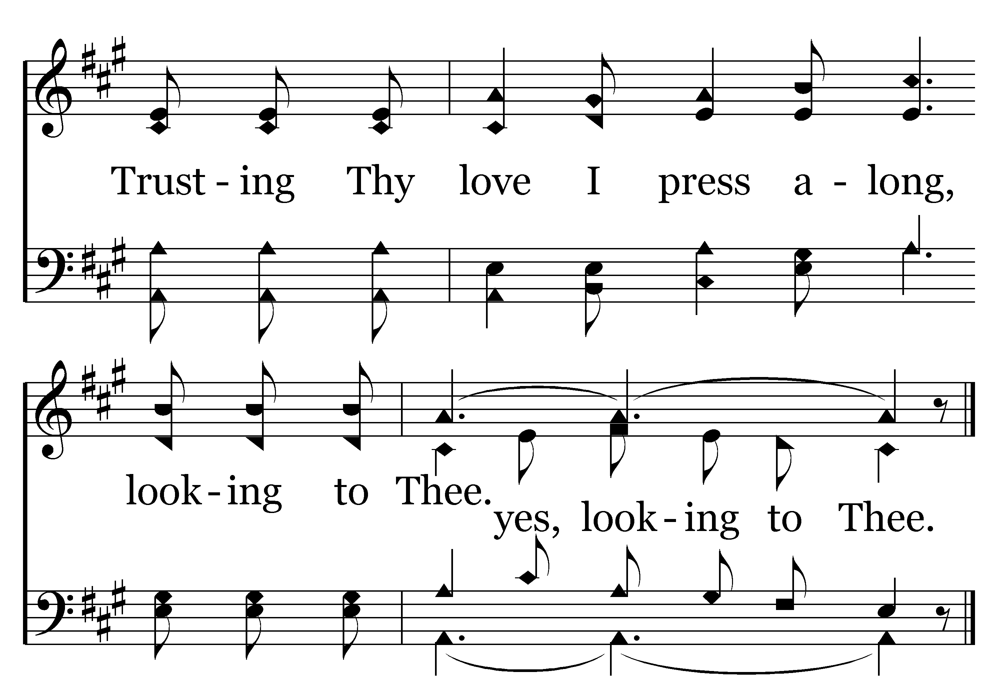 Trust - ing Thy love I press a - long,
look - ing to Thee.
yes, look - ing to Thee.